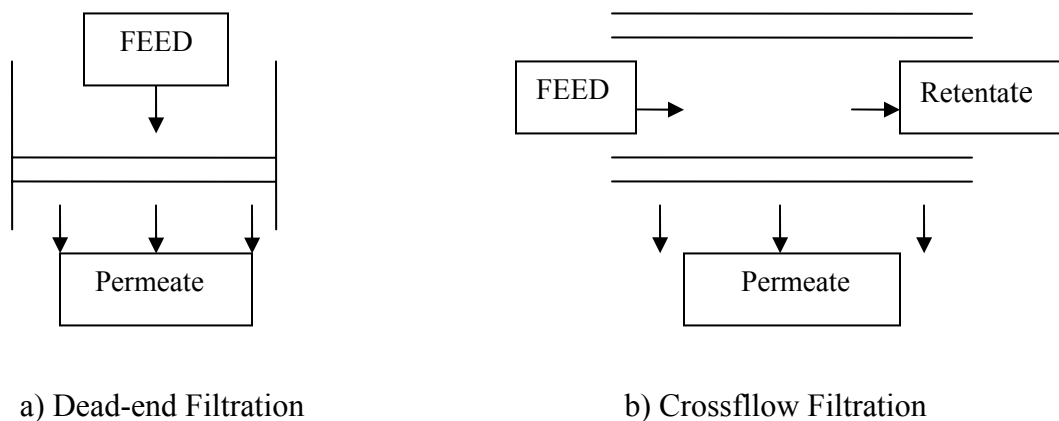 FEED
Permeate
a) Dead-end Filtration
FEED
Retentate
Permeate
b) Crossfllow Filtration